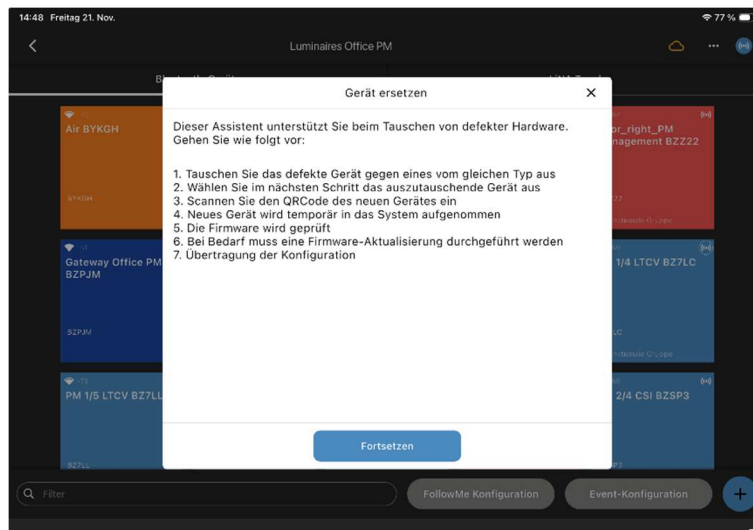 14:48 Freitag 21. Nov.
77 %
Luminaires Office PM
Gerät ersetzen
Dieser Assistent unterstützt Sie beim Tauschen von defekter Hardware.
Gehen Sie wie folgt vor:
1. Tauschen Sie das defekte Gerät gegen eines vom gleichen Typ aus
2. Wählen Sie im nächsten Schritt das auszutauschende Gerät aus
3. Scannen Sie den QRCode des neuen Gerätes ein
4. Neues Gerät wird temporär in das System aufgenommen
5. Die Firmware wird geprüft
6. Bei Bedarf muss eine Firmware-Aktualisierung durchgeführt werden
7. Übertragung der Konfiguration
Fortsetzen
Air BYKGH
BYKGH
or_right_PM
nagement BZZ22
Gateway Office PM
BZPJM
BZPJM
1/4 LTCV BZ7LC
PM 1/5 LTCV BZ7LL
BZ7LL
2/4 CSI BZSP3
Filter
FollowMe Konfiguration
Event-Konfiguration